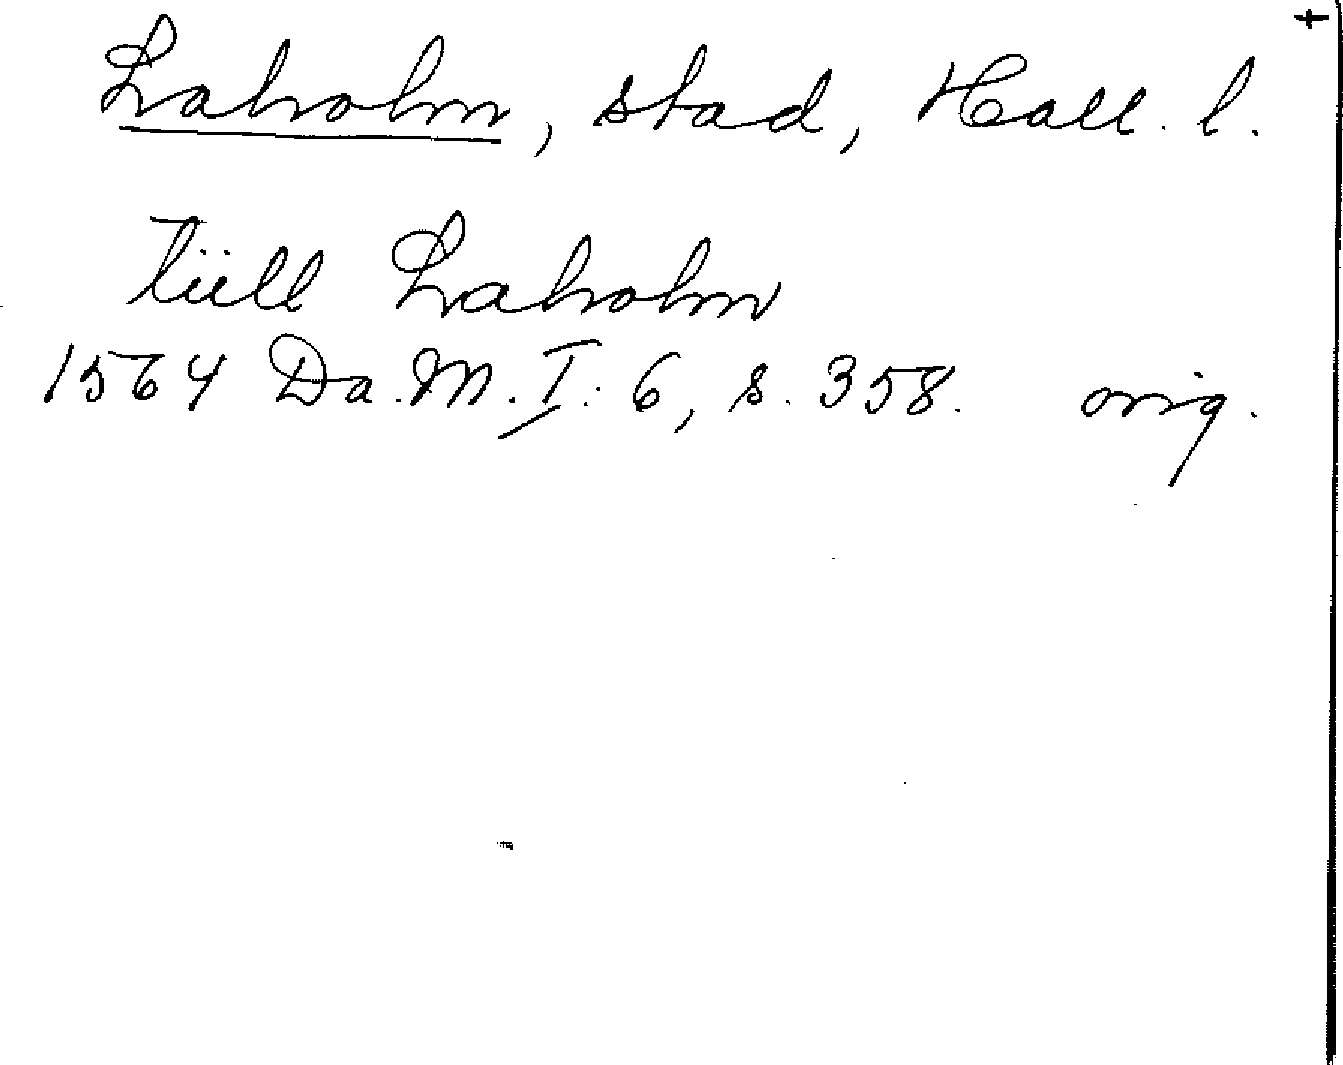 Laholm, stad, Hall. l.
tiill Laholm
1564 Da. M. I: 6, s. 358. orig.